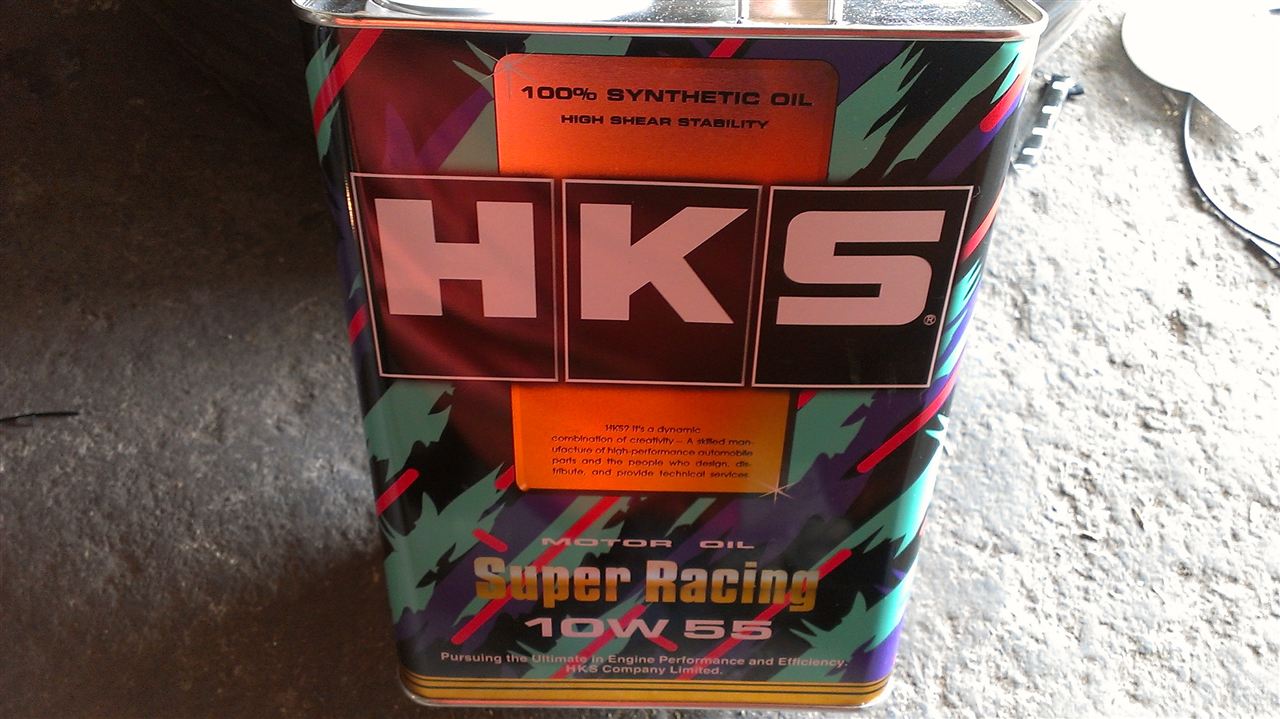 100% SYNTHETIC OIL
HIGH SHEAR STABILITY
HKS®
HKS? It's a dynamic
combination of creativity — A skilled man-
ufacture of high-performance automobile
parts and the people who design, dis-
tribute, and provide technical services.
MOTOR OIL
Super Racing
10W 55
Pursuing the Ultimate in Engine Performance and Efficiency.
HKS Company Limited.